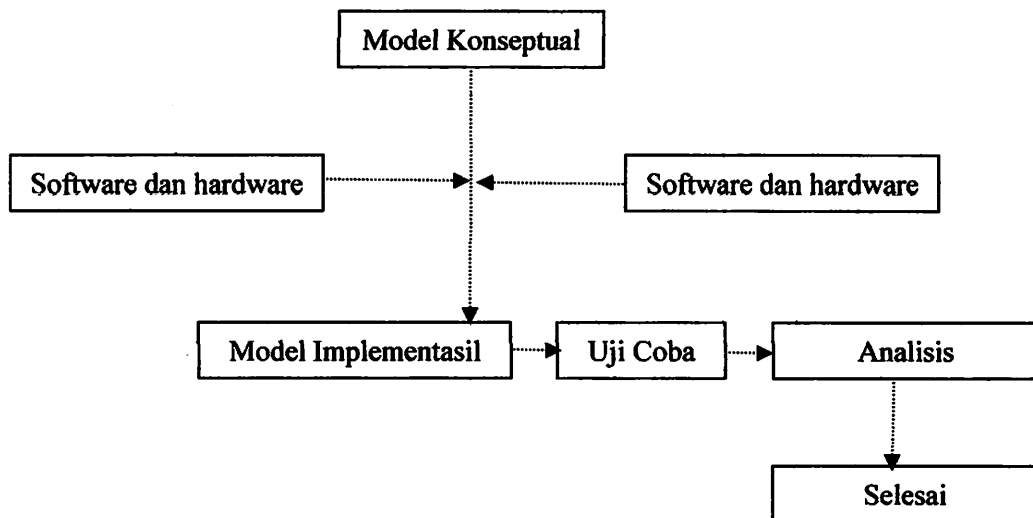 Model Konseptual
Software dan hardware
Software dan hardware
Model Implementasil
Uji Coba
Analisis
Selesai